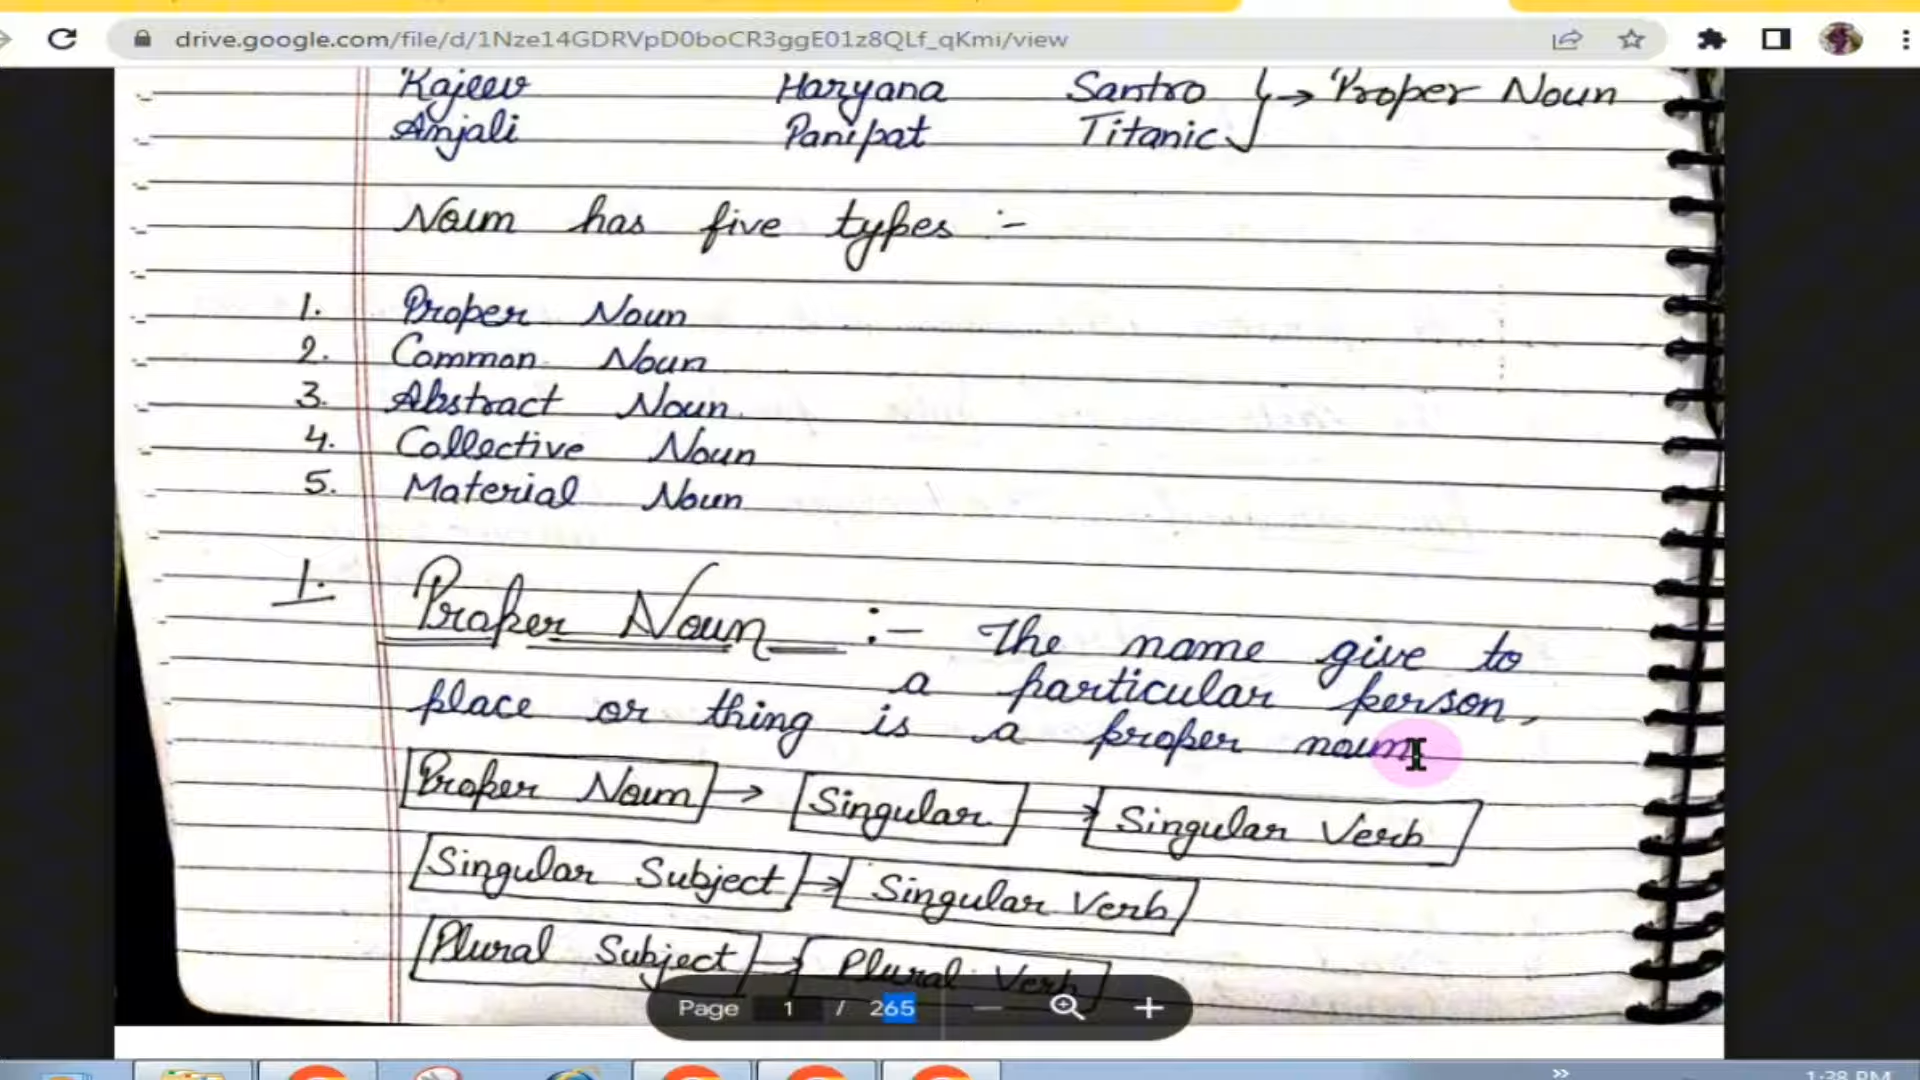 drive.google.com/file/d/1Nze14GDRVpD0boCR3ggE01z8QLf_qKmi/view
Rajeev Haryana Santro → Proper Noun
Anjali Panipat Titanic
Noun has five types :-
1. Proper Noun
2. Common Noun
3. Abstract Noun
4. Collective Noun
5. Material Noun
1. Proper Noun :- The name give to
a particular person,
place or thing is a proper noun
Proper Noun → Singular → Singular Verb
Singular Subject → Singular Verb
Plural Subject → Plural Verb
Page 1 / 265
1:38 PM